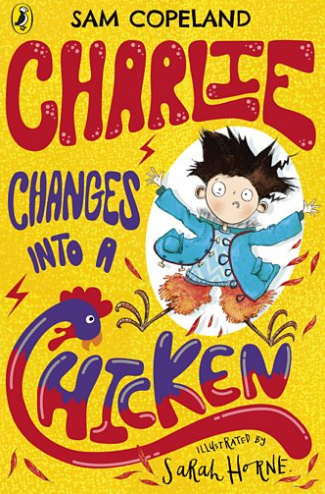 SAM COPELAND
CHARLIE
CHANGES
INTO A
CHICKEN
ILLUSTRATED BY
SARAH HORNE.